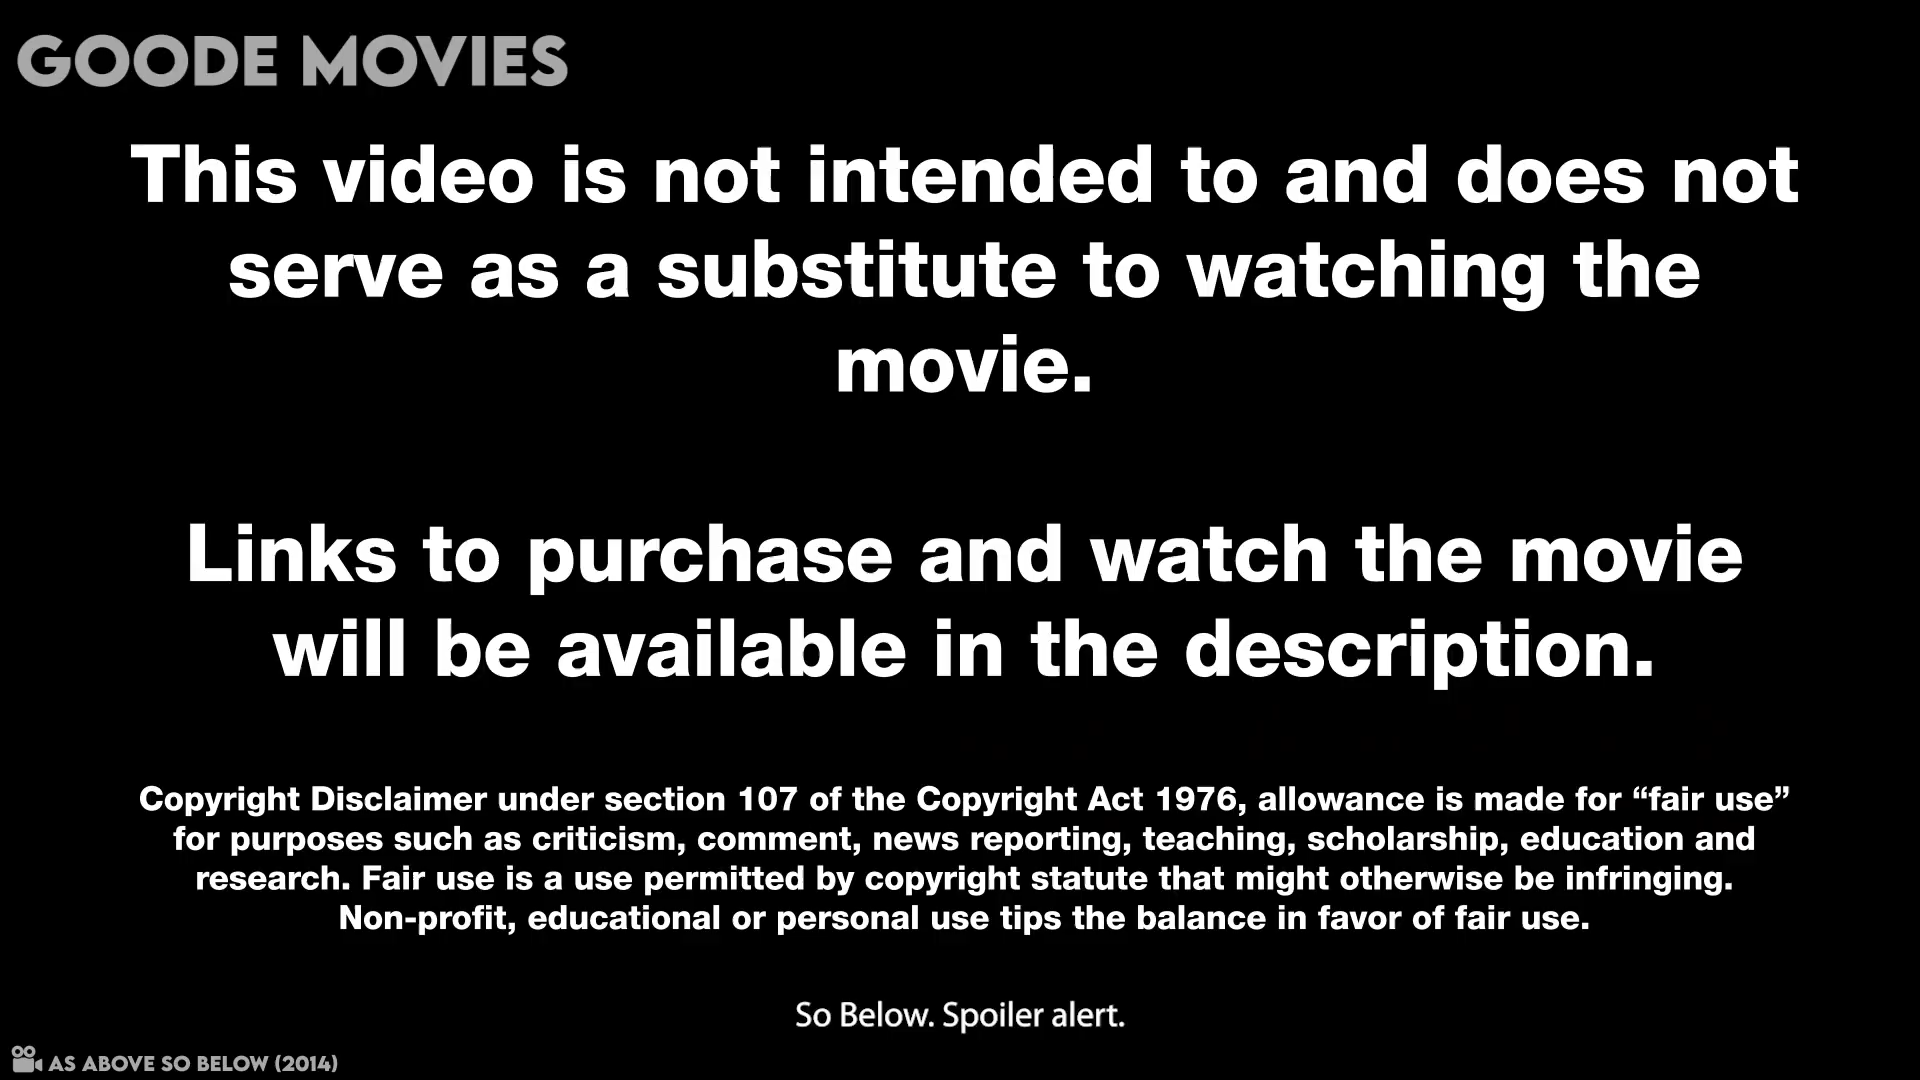 GOODE MOVIES
This video is not intended to and does not
serve as a substitute to watching the
movie.
Links to purchase and watch the movie
will be available in the description.
Copyright Disclaimer under section 107 of the Copyright Act 1976, allowance is made for “fair use”
for purposes such as criticism, comment, news reporting, teaching, scholarship, education and
research. Fair use is a use permitted by copyright statute that might otherwise be infringing.
Non-profit, educational or personal use tips the balance in favor of fair use.
So Below. Spoiler alert.
AS ABOVE SO BELOW (2014)